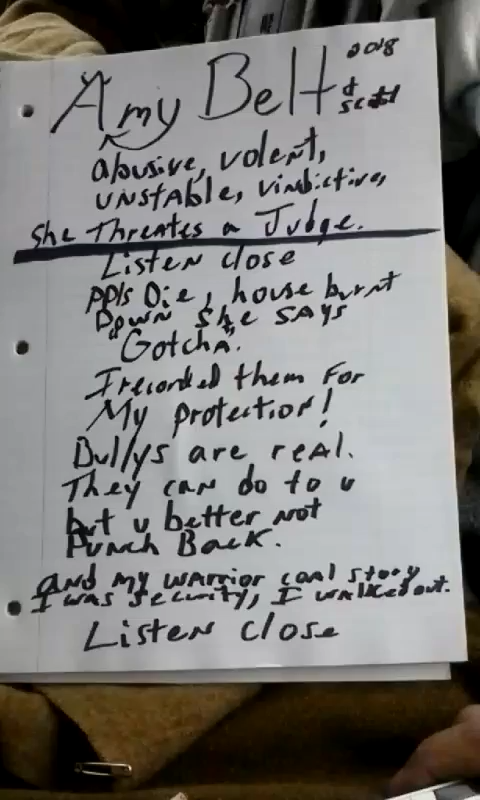 2018
Amy Belt
& Scott
abusive, volent,
unstable, vindictive,
She Threates a Judge.
Listen close
ppls Die, house burnt
Down she says
"Gotcha".
I recorded them for
My protection!
Bullys are real.
They can do to u
but u better not
Punch Back.
and my warrior coal story
I was security, I walked out.
Listen close